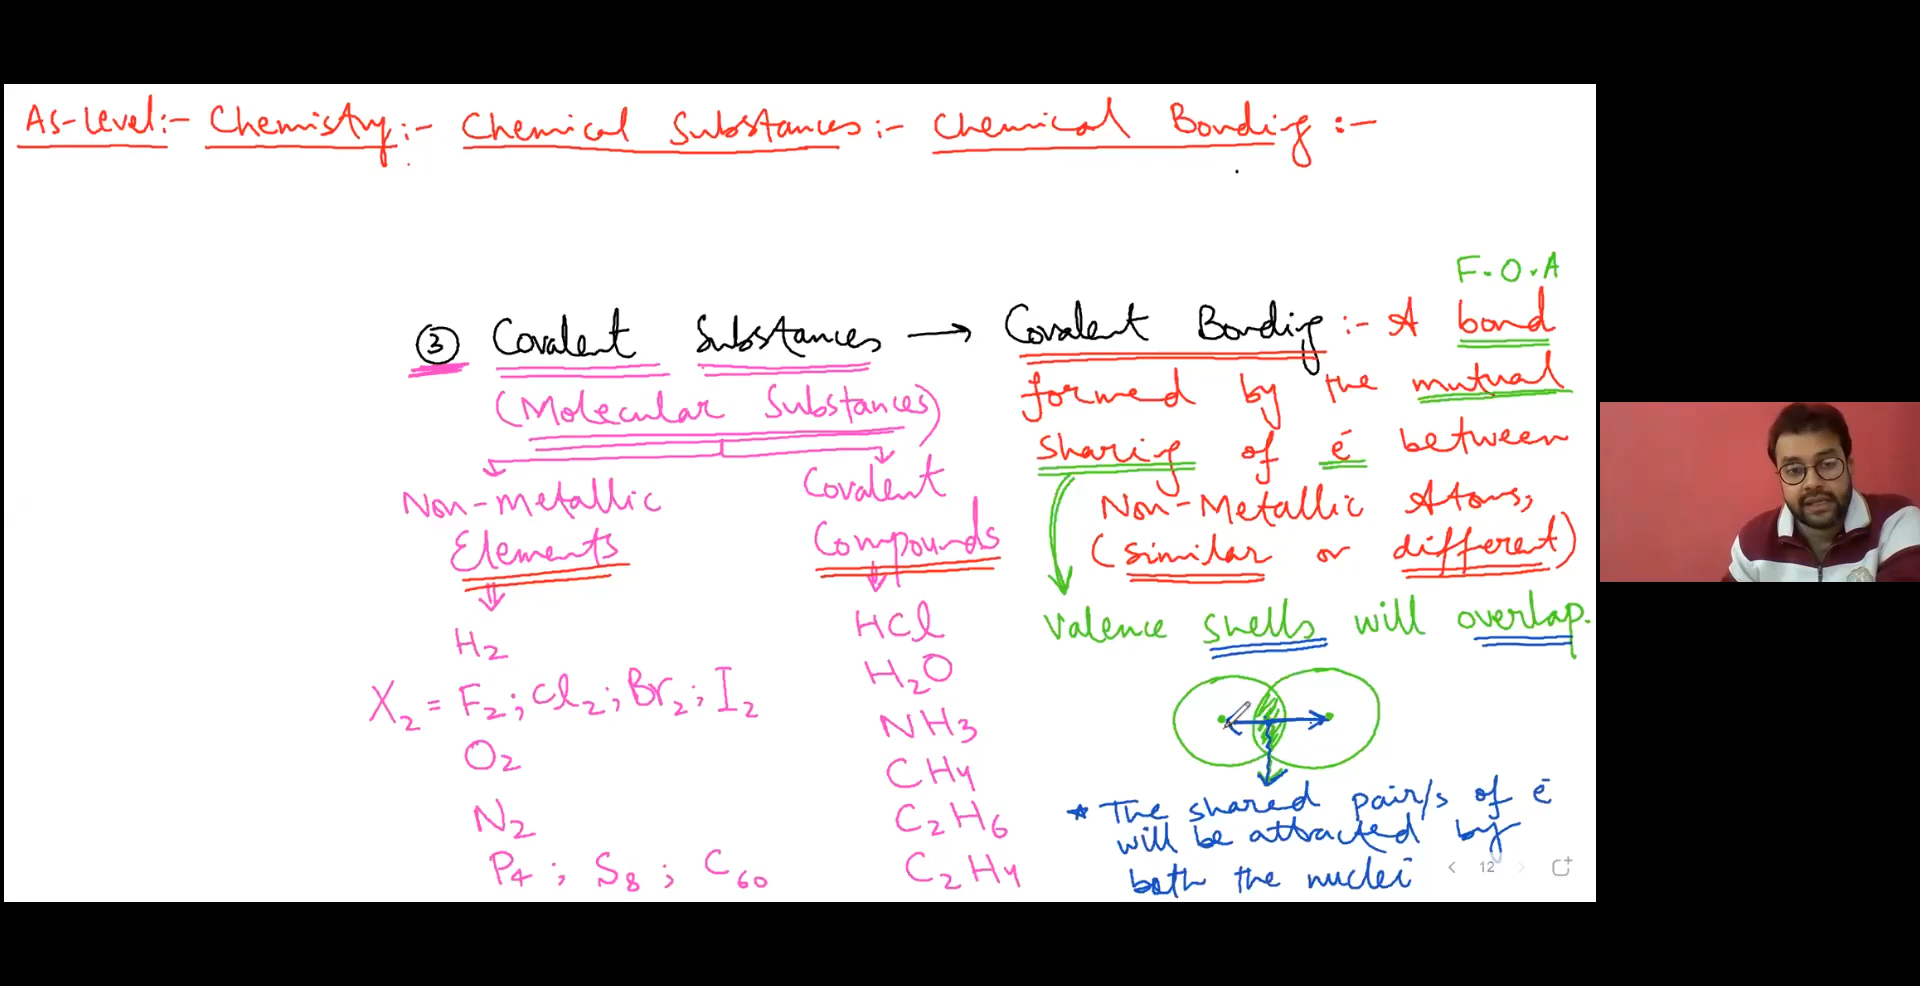 As-Level:- Chemistry:- Chemical Substances:- Chemical Bonding:-
F.O.A
③ Covalent Substances → Covalent Bonding:- A bond
formed by the mutual
sharing of ē between
Non-Metallic Atoms,
(similar or different)
(Molecular Substances)
Non-metallic
Elements
H₂
X₂ = F₂; Cl₂; Br₂; I₂
O₂
N₂
P₄; S₈; C₆₀
Covalent
Compounds
HCl
H₂O
NH₃
CH₄
C₂H₆
C₂H₄
Valence shells will overlap.
* The shared pair/s of ē
will be attracted by
both the nuclei
< 12 >